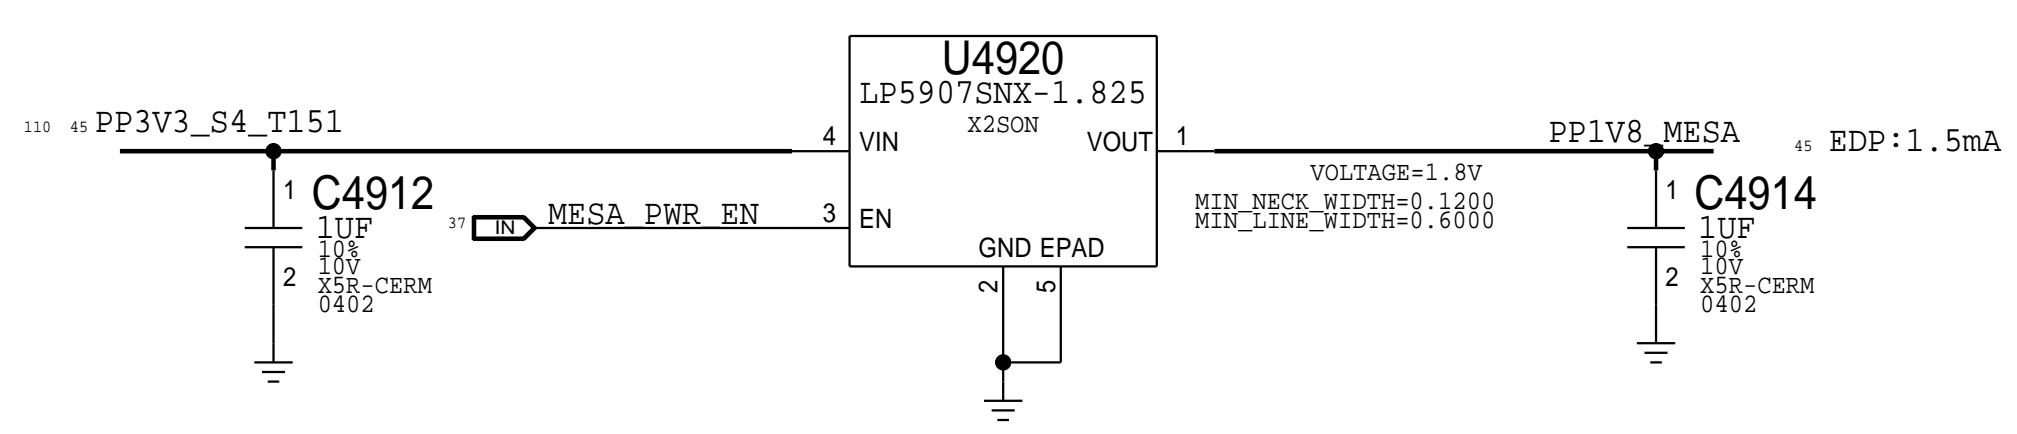 U4920
LP5907SNX-1.825
X2SON
110 45 PP3V3_S4_T151
4 VIN
VOUT 1
PP1V8_MESA
45 EDP:1.5mA
VOLTAGE=1.8V
MIN_NECK_WIDTH=0.1200
MIN_LINE_WIDTH=0.6000
1 C4912
1UF
10%
10V
2
X5R-CERM
0402
37 IN MESA_PWR_EN
3 EN
GND EPAD
2 5
1 C4914
1UF
10%
10V
2
X5R-CERM
0402